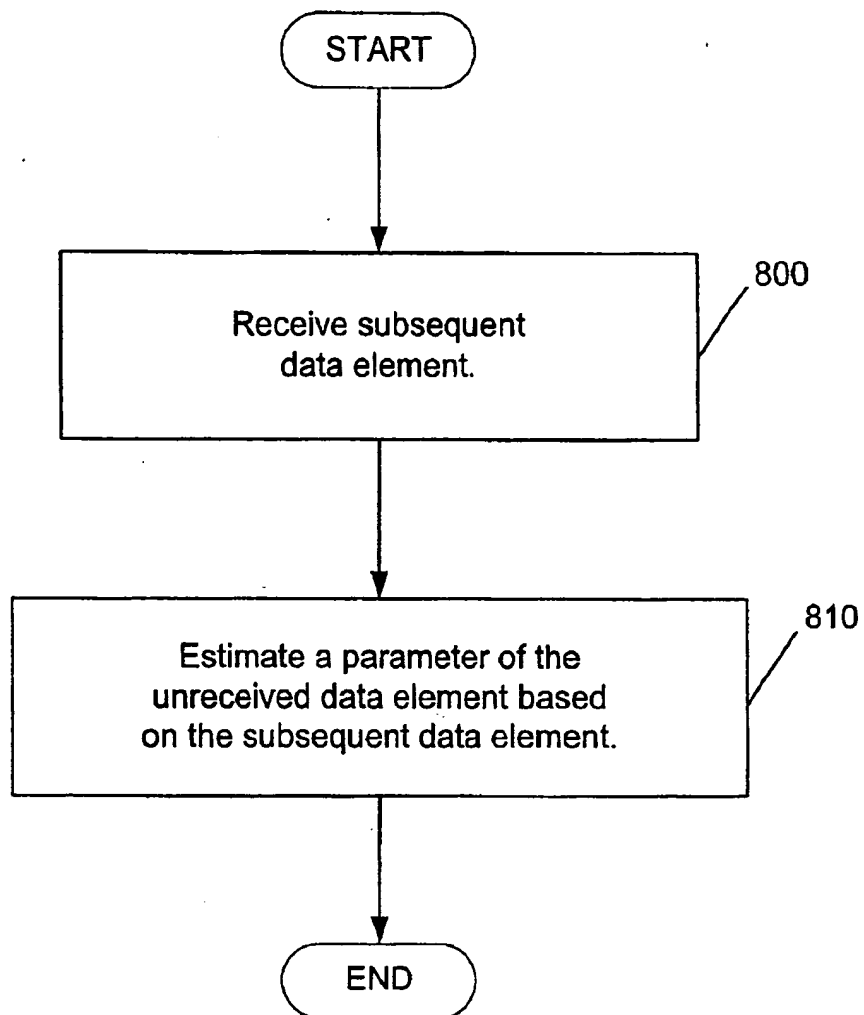 START
Receive subsequent
data element.
800
Estimate a parameter of the
unreceived data element based
on the subsequent data element.
810
END